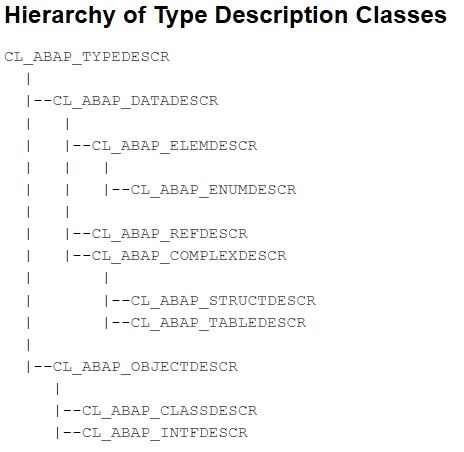 Hierarchy of Type Description Classes
CL_ABAP_TYPEDESCR
  |
  |--CL_ABAP_DATADESCR
  |   |
  |   |--CL_ABAP_ELEMDESCR
  |   |   |
  |   |   |--CL_ABAP_ENUMDESCR
  |   |
  |   |--CL_ABAP_REFDESCR
  |   |--CL_ABAP_COMPLEXDESCR
  |       |
  |       |--CL_ABAP_STRUCTDESCR
  |       |--CL_ABAP_TABLEDESCR
  |
  |--CL_ABAP_OBJECTDESCR
     |
     |--CL_ABAP_CLASSDESCR
     |--CL_ABAP_INTFDESCR